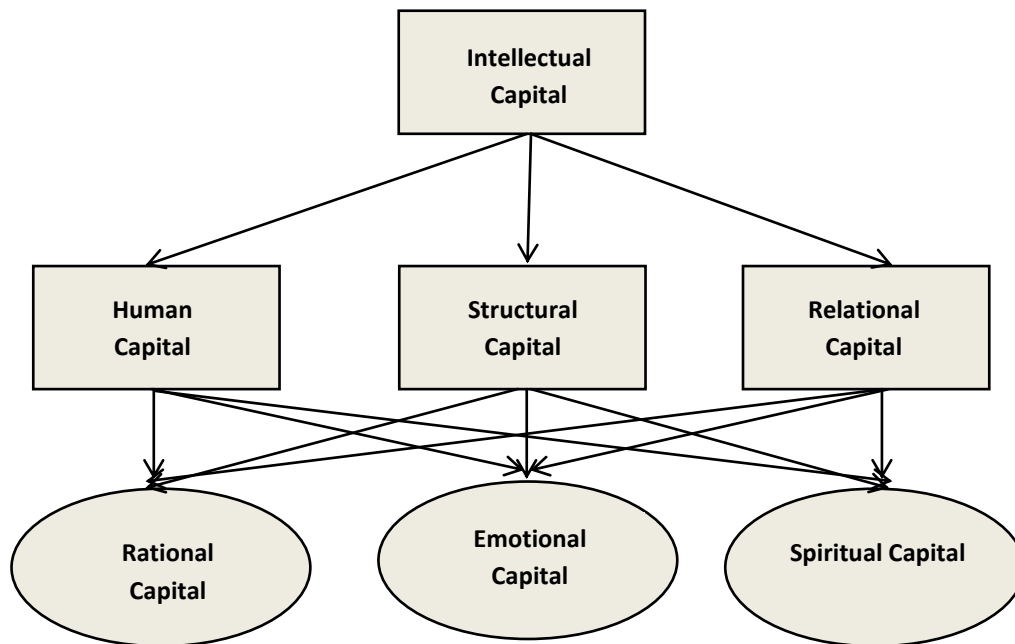 Intellectual
Capital
Human
Capital
Structural
Capital
Relational
Capital
Rational
Capital
Emotional
Capital
Spiritual Capital